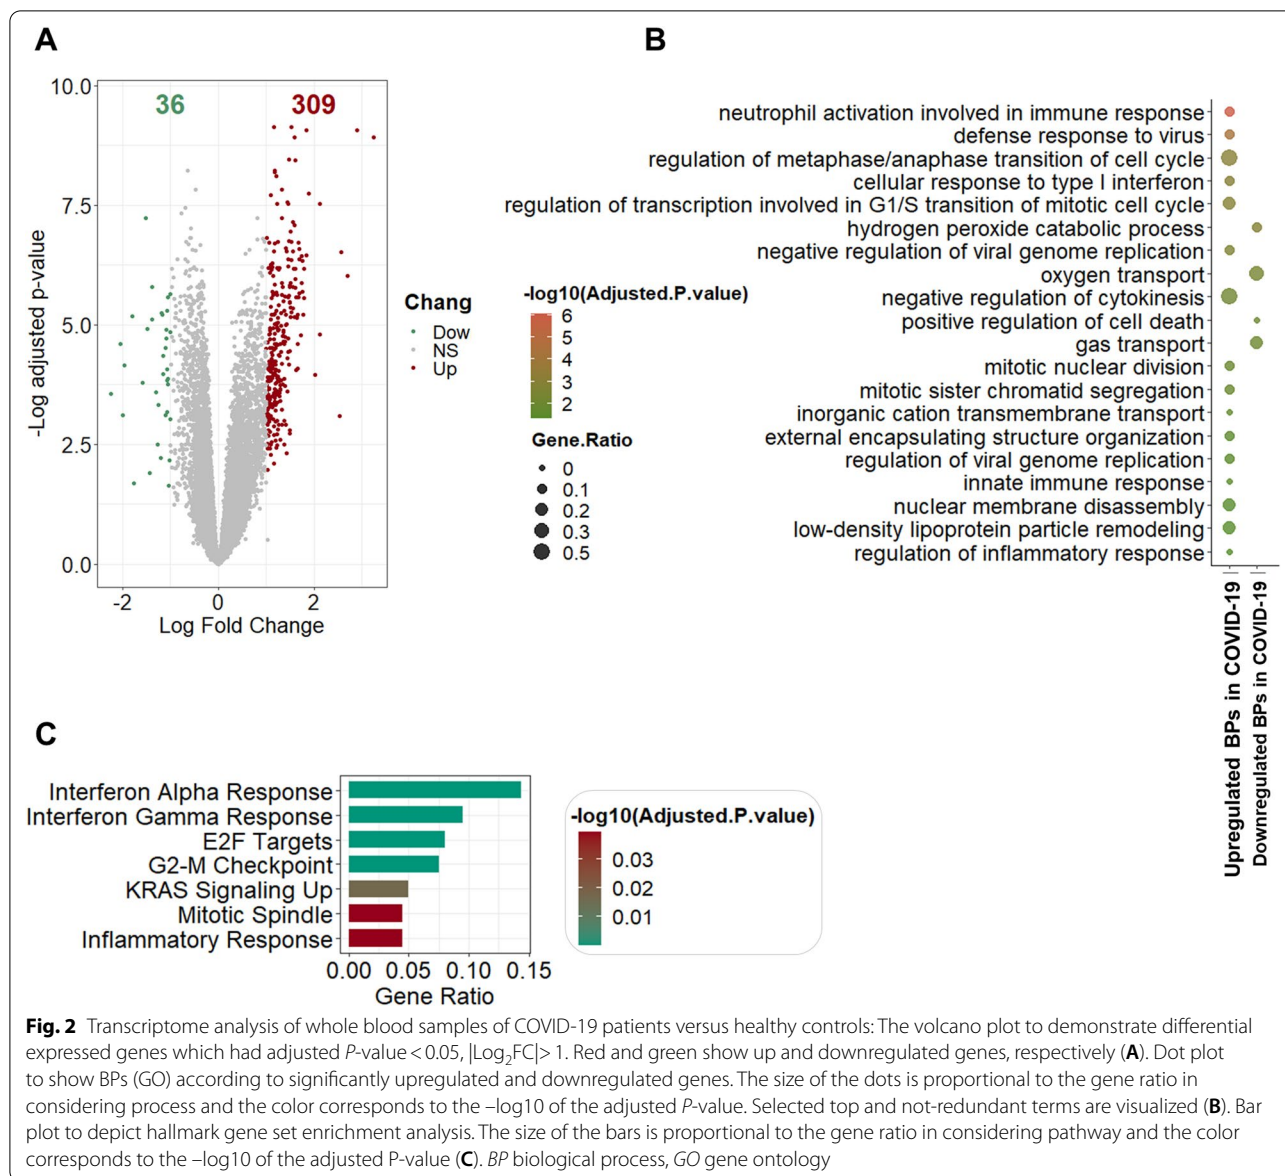 A
10.0
7.5
5.0
2.5
0.0
-Log adjusted p-value
36
309
-2
0
2
Log Fold Change
Chang
Dow
NS
Up
B
neutrophil activation involved in immune response
defense response to virus
regulation of metaphase/anaphase transition of cell cycle
cellular response to type I interferon
regulation of transcription involved in G1/S transition of mitotic cell cycle
hydrogen peroxide catabolic process
negative regulation of viral genome replication
oxygen transport
negative regulation of cytokinesis
positive regulation of cell death
gas transport
mitotic nuclear division
mitotic sister chromatid segregation
inorganic cation transmembrane transport
external encapsulating structure organization
regulation of viral genome replication
innate immune response
nuclear membrane disassembly
low-density lipoprotein particle remodeling
regulation of inflammatory response
-log10(Adjusted.P.value)
6
5
4
3
2
Gene.Ratio
0
0.1
0.2
0.3
0.5
Upregulated BPs in COVID-19
Downregulated BPs in COVID-19
C
Interferon Alpha Response
Interferon Gamma Response
E2F Targets
G2-M Checkpoint
KRAS Signaling Up
Mitotic Spindle
Inflammatory Response
0.00 0.05 0.10 0.15
Gene Ratio
-log10(Adjusted.P.value)
0.03
0.02
0.01
Fig. 2 Transcriptome analysis of whole blood samples of COVID-19 patients versus healthy controls: The volcano plot to demonstrate differential
expressed genes which had adjusted P-value < 0.05, |Log₂FC|> 1. Red and green show up and downregulated genes, respectively (A). Dot plot
to show BPs (GO) according to significantly upregulated and downregulated genes. The size of the dots is proportional to the gene ratio in
considering process and the color corresponds to the –log10 of the adjusted P-value. Selected top and not-redundant terms are visualized (B). Bar
plot to depict hallmark gene set enrichment analysis. The size of the bars is proportional to the gene ratio in considering pathway and the color
corresponds to the –log10 of the adjusted P-value (C). BP biological process, GO gene ontology